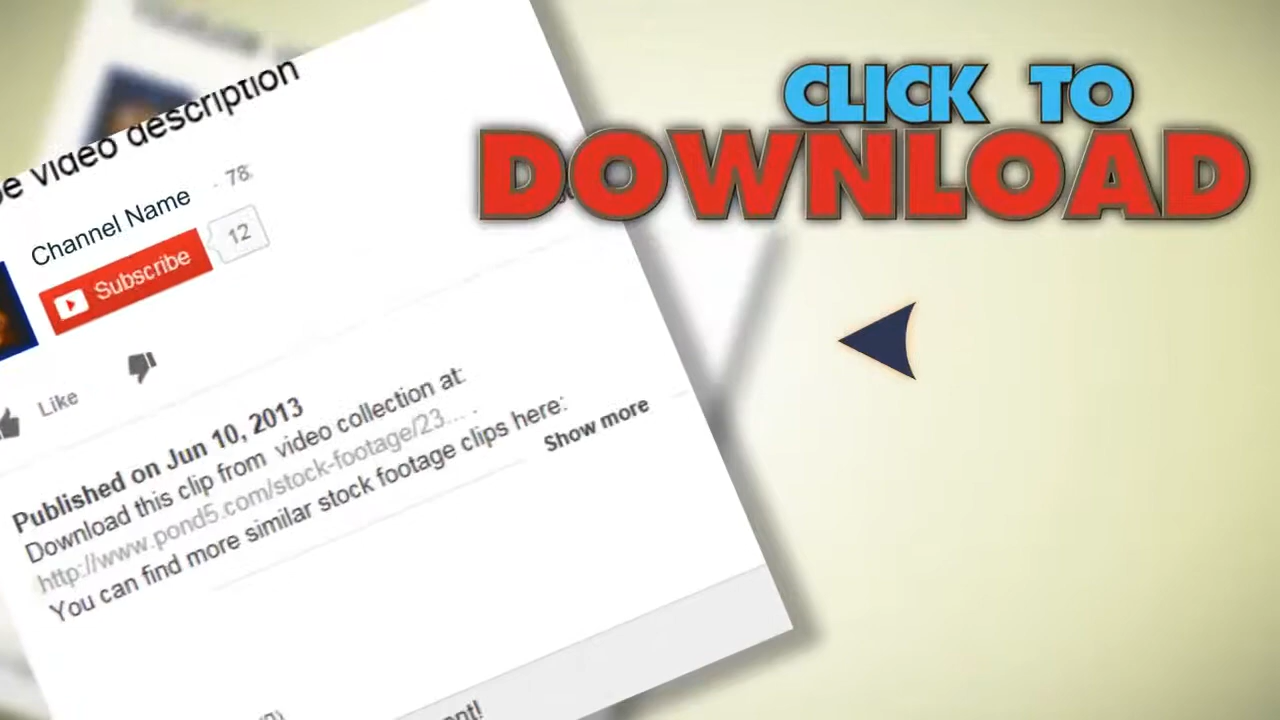 CLICK TO
DOWNLOAD
video description
Channel Name
78
Subscribe
12
Like
Published on Jun 10, 2013
Download this clip from video collection at:
http://www.pond5.com/stock-footage/23... .
You can find more similar stock footage clips here:
Show more